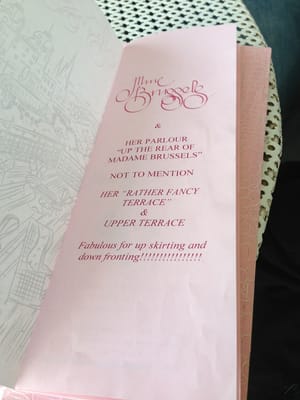 Mme
Brussels
&
HER PARLOUR
"UP THE REAR OF
MADAME BRUSSELS"
NOT TO MENTION
HER "RATHER FANCY
TERRACE"
&
UPPER TERRACE
Fabulous for up skirting and
down fronting!!!!!!!!!!!!!!!!